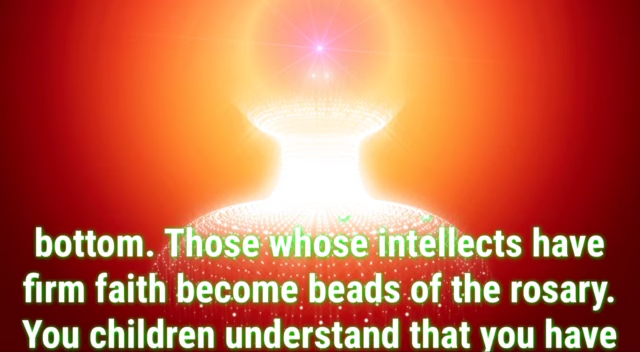 bottom. Those whose intellects have
firm faith become beads of the rosary.
You children understand that you have